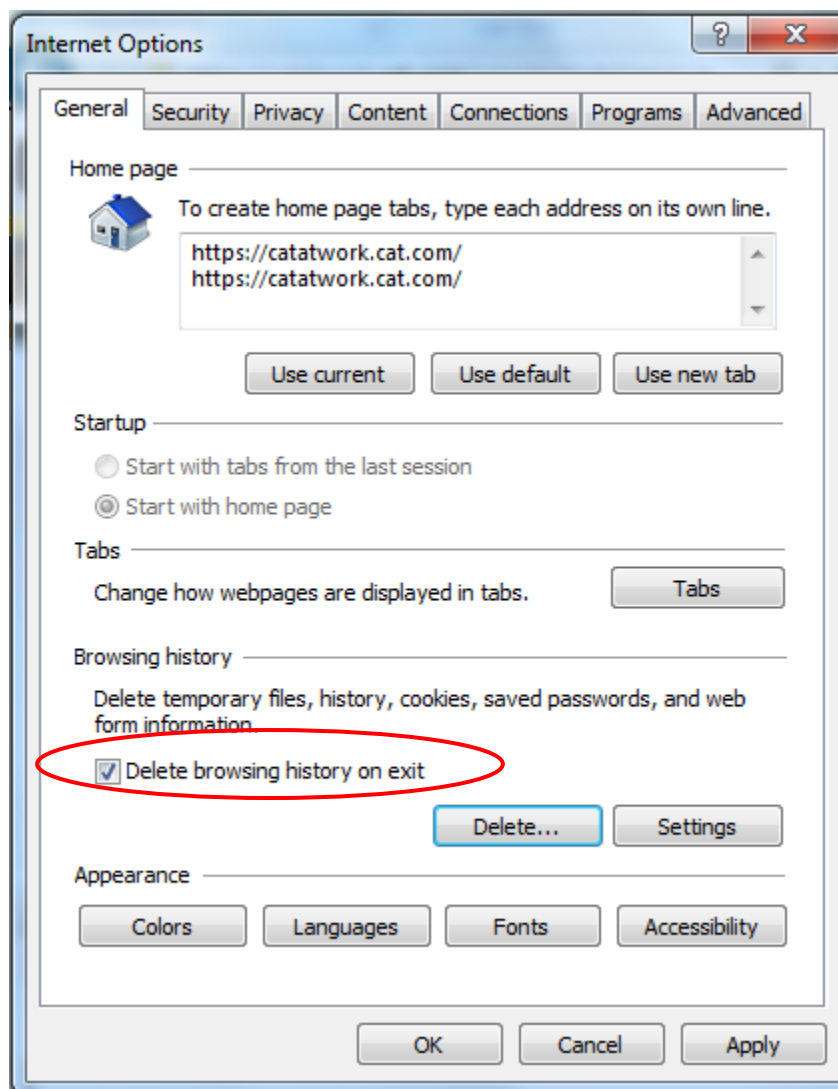 Internet Options
General Security Privacy Content Connections Programs Advanced
Home page
To create home page tabs, type each address on its own line.
https://catatwork.cat.com/
https://catatwork.cat.com/
Use current Use default Use new tab
Startup
Start with tabs from the last session
Start with home page
Tabs
Change how webpages are displayed in tabs.
Tabs
Browsing history
Delete temporary files, history, cookies, saved passwords, and web
form information.
Delete browsing history on exit
Delete... Settings
Appearance
Colors Languages Fonts Accessibility
OK Cancel Apply